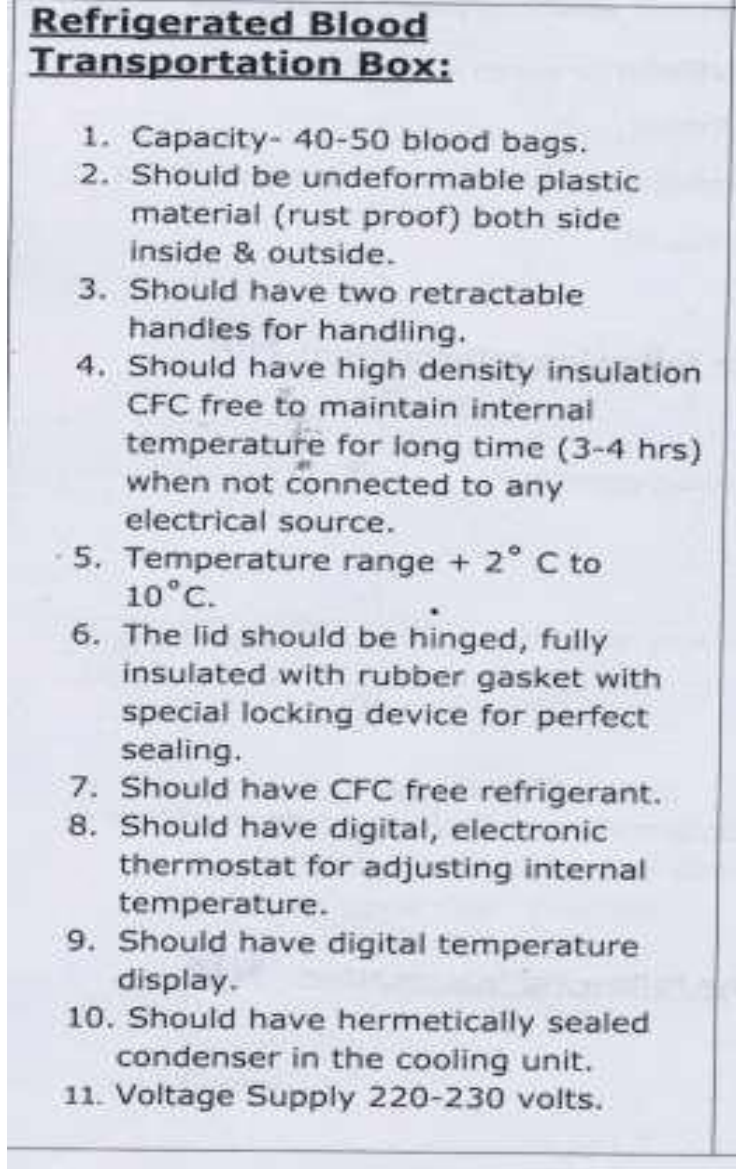 Refrigerated Blood
Transportation Box:
1. Capacity- 40-50 blood bags.
2. Should be undeformable plastic
material (rust proof) both side
inside & outside.
3. Should have two retractable
handles for handling.
4. Should have high density insulation
CFC free to maintain internal
temperature for long time (3-4 hrs)
when not connected to any
electrical source.
5. Temperature range + 2° C to
10°C.
6. The lid should be hinged, fully
insulated with rubber gasket with
special locking device for perfect
sealing.
7. Should have CFC free refrigerant.
8. Should have digital, electronic
thermostat for adjusting internal
temperature.
9. Should have digital temperature
display.
10. Should have hermetically sealed
condenser in the cooling unit.
11. Voltage Supply 220-230 volts.